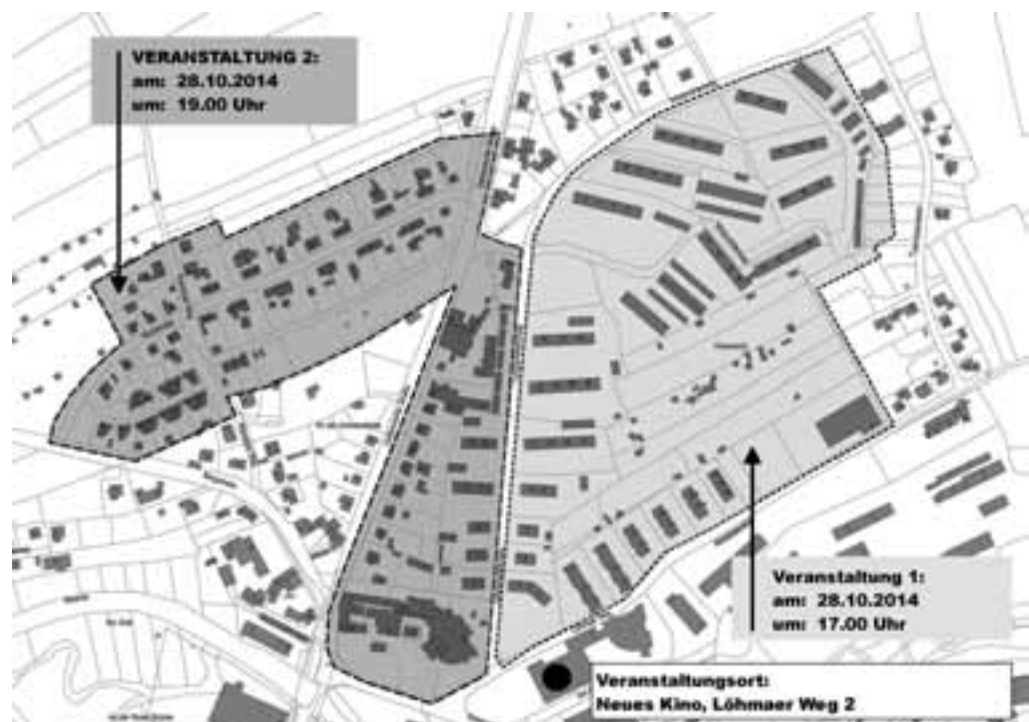 VERANSTALTUNG 2:
am: 28.10.2014
um: 19.00 Uhr
Veranstaltung 1:
am: 28.10.2014
um: 17.00 Uhr
Veranstaltungsort:
Neues Kino, Löhmaer Weg 2